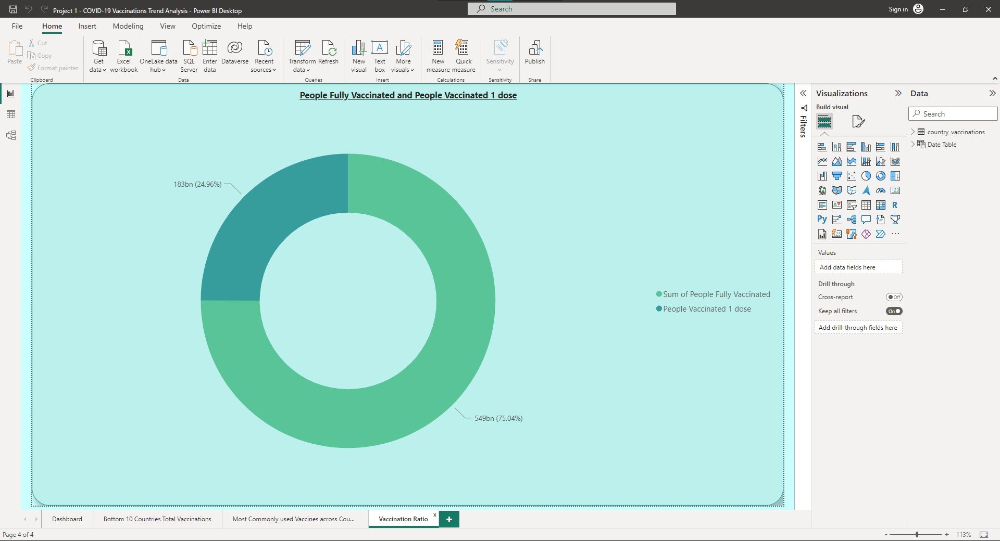 Project 1 - COVID-19 Vaccinations Trend Analysis - Power BI Desktop
Search
Sign in
File
Home
Insert
Modeling
View
Optimize
Help
Paste
Cut
Copy
Format painter
Clipboard
Get
data
Excel
workbook
OneLake data
hub
SQL
Server
Enter
data
Dataverse
Recent
sources
Data
Transform
data
Refresh
Queries
New
visual
Text
box
More
visuals
Insert
New
measure
Quick
measure
Calculations
Sensitivity
Sensitivity
Publish
Share
People Fully Vaccinated and People Vaccinated 1 dose
183bn (24.96%)
549bn (75.04%)
Sum of People Fully Vaccinated
People Vaccinated 1 dose
Filters
Visualizations
Build visual
123
R
Py
123
Values
Add data fields here
Drill through
Cross-report
Off
Keep all filters
On
Add drill-through fields here
Data
Search
country_vaccinations
Date Table
Dashboard
Bottom 10 Countries Total Vaccinations
Most Commonly used Vaccines across Cou...
Vaccination Ratio
x
+
Page 4 of 4
-
+
113%